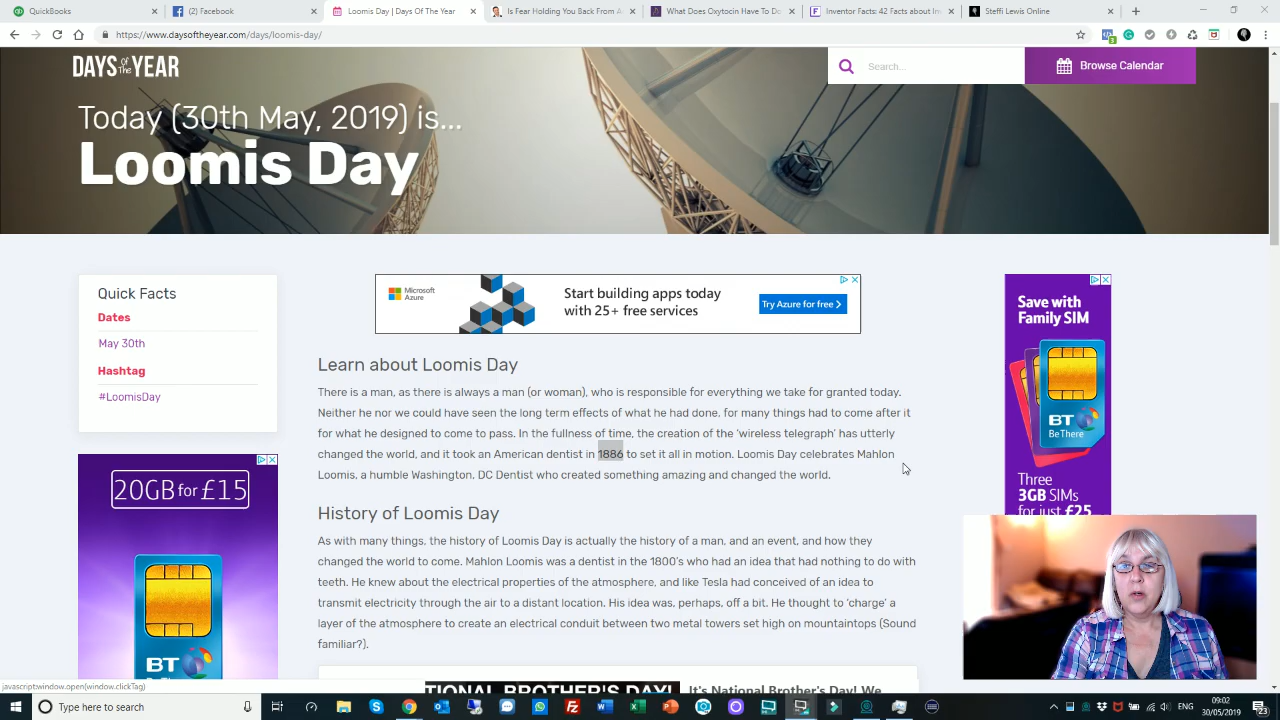 QuickBooks
(2) Facebook
Loomis Day | Days Of The Year
Is Fear Holding You Back From A
What Does Oxytocin Have To Do
Inventor Facts: 42 Facts about In
Steffi Lewis Online
https://www.daysoftheyear.com/days/loomis-day/
DAYS OF THE YEAR
Search...
Browse Calendar
Today (30th May, 2019) is...
Loomis Day
Quick Facts
Dates
May 30th
Hashtag
#LoomisDay
Microsoft
Azure
Start building apps today
with 25+ free services
Try Azure for free
Save with
Family SIM
BT
Be There
Three
3GB SIMs
for just £25
Learn about Loomis Day
There is a man, as there is always a man (or woman), who is responsible for everything we take for granted today.
Neither he nor we could have seen the long term effects of what he had done, for many things had to come after it
for what he designed to come to pass. In the fullness of time, the creation of the 'wireless telegraph' has utterly
changed the world, and it took an American dentist in 1886 to set it all in motion. Loomis Day celebrates Mahlon
Loomis, a humble Washington, DC Dentist who created something amazing and changed the world.
20GB for £15
BT
History of Loomis Day
As with many things, the history of Loomis Day is actually the history of a man, and an event, and how they
changed the world to come. Mahlon Loomis was a dentist in the 1800's who had an idea that had nothing to do with
teeth. He knew about the electrical properties of the atmosphere, and like Tesla had conceived of an idea to
transmit electricity through the air to a distant location. His idea was, perhaps, off a bit. He thought to 'charge' a
layer of the atmosphere to create an electrical conduit between two metal towers set high on mountaintops (Sound
familiar?).
TIONAL BROTHER'S DAY!
It's National Brother's Day! We
javascript:window.open(window.clickTag)
Type here to search
09:02
30/05/2019